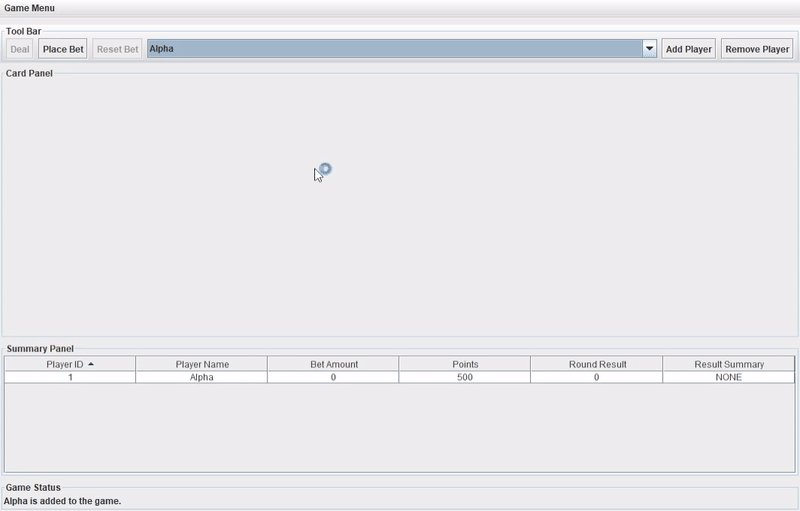 Game Menu
Tool Bar
Deal Place Bet Reset Bet Alpha Add Player Remove Player
Card Panel
Summary Panel
Player ID Player Name Bet Amount Points Round Result Result Summary
1 Alpha 0 500 0 NONE
Game Status
Alpha is added to the game.